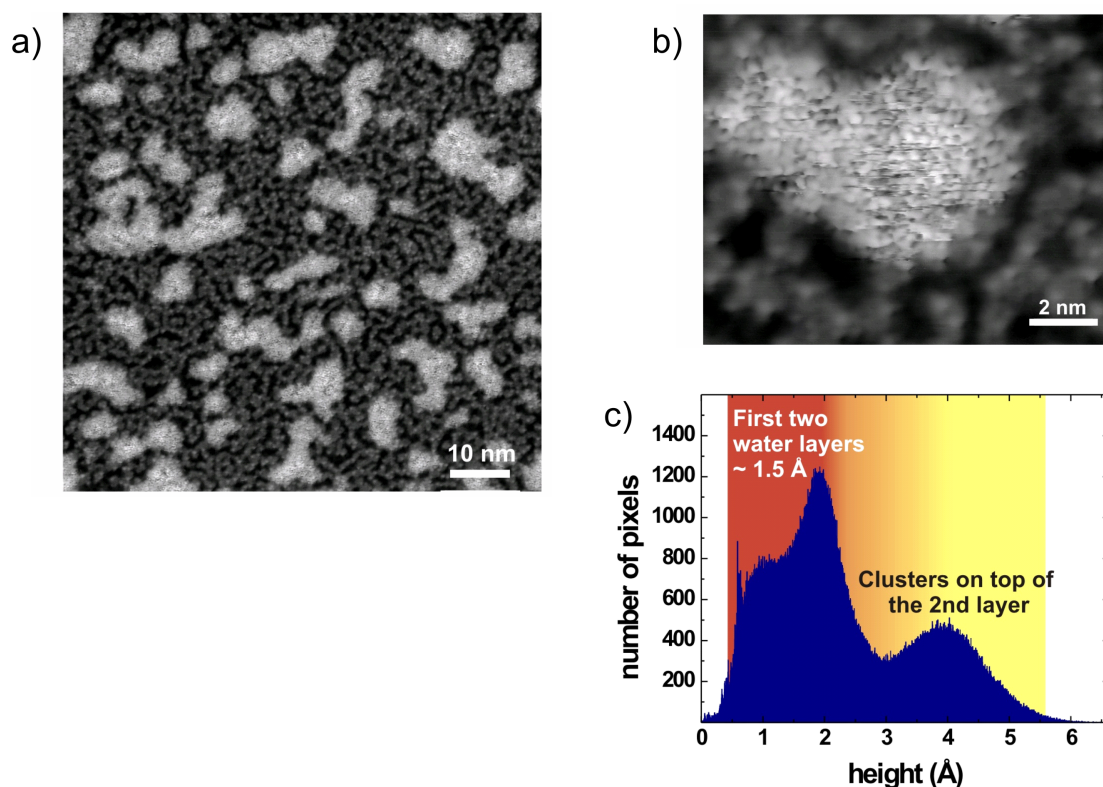 a)
10 nm
b)
2 nm
c)
First two
water layers
~ 1.5 Å
Clusters on top of
the 2nd layer
number of pixels
1400
1200
1000
800
600
400
200
0 1 2 3 4 5 6
height (Å)